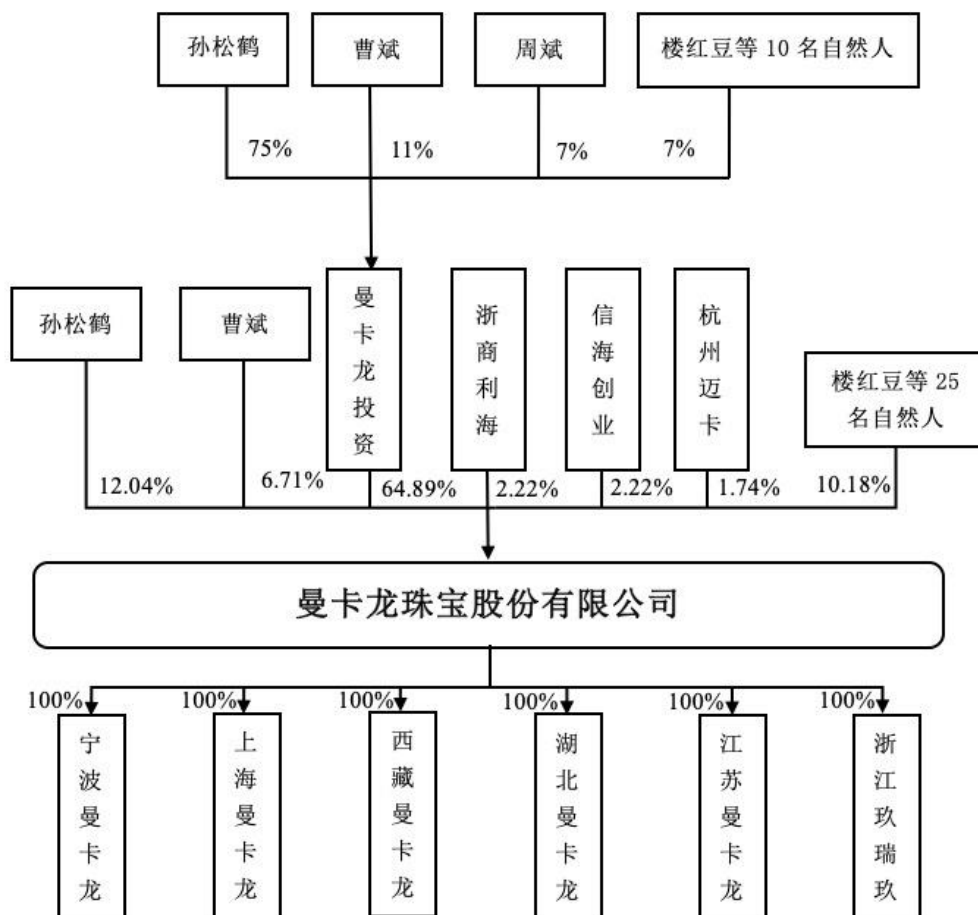 孙松鹤
曹斌
周斌
楼红豆等 10 名自然人
75%
11%
7%
7%
孙松鹤
曹斌
曼卡龙投资
浙商利海
信海创业
杭州迈卡
楼红豆等 25
名自然人
12.04%
6.71%
64.89%
2.22%
2.22%
1.74%
10.18%
曼卡龙珠宝股份有限公司
100%
100%
100%
100%
100%
100%
宁波曼卡龙
上海曼卡龙
西藏曼卡龙
湖北曼卡龙
江苏曼卡龙
浙江玖瑞玖